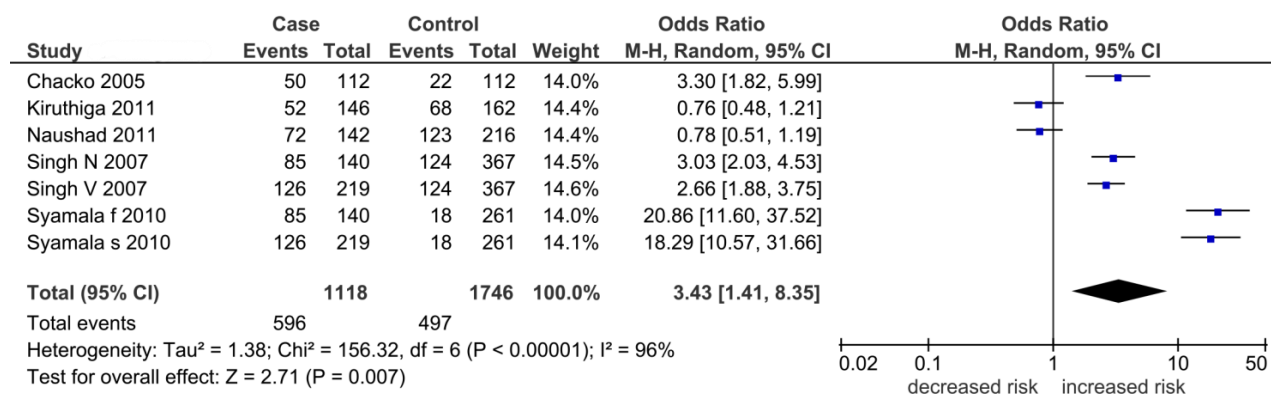 Case Control Odds Ratio Odds Ratio
Study Events Total Events Total Weight M-H, Random, 95% CI M-H, Random, 95% CI
Chacko 2005 50 112 22 112 14.0% 3.30 [1.82, 5.99]
Kiruthiga 2011 52 146 68 162 14.4% 0.76 [0.48, 1.21]
Naushad 2011 72 142 123 216 14.4% 0.78 [0.51, 1.19]
Singh N 2007 85 140 124 367 14.5% 3.03 [2.03, 4.53]
Singh V 2007 126 219 124 367 14.6% 2.66 [1.88, 3.75]
Syamala f 2010 85 140 18 261 14.0% 20.86 [11.60, 37.52]
Syamala s 2010 126 219 18 261 14.1% 18.29 [10.57, 31.66]
Total (95% CI) 1118 1746 100.0% 3.43 [1.41, 8.35]
Total events 596 497
Heterogeneity: Tau² = 1.38; Chi² = 156.32, df = 6 (P < 0.00001); I² = 96%
Test for overall effect: Z = 2.71 (P = 0.007)
0.02 0.1 1 10 50
decreased risk increased risk